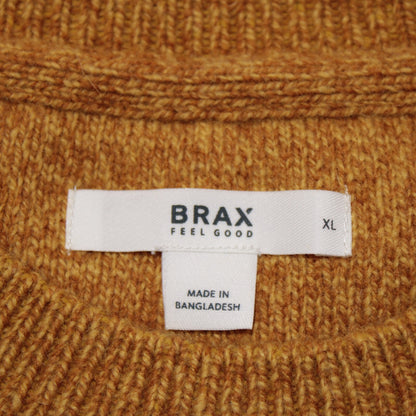 BRAX
FEEL GOOD
XL
MADE IN
BANGLADESH